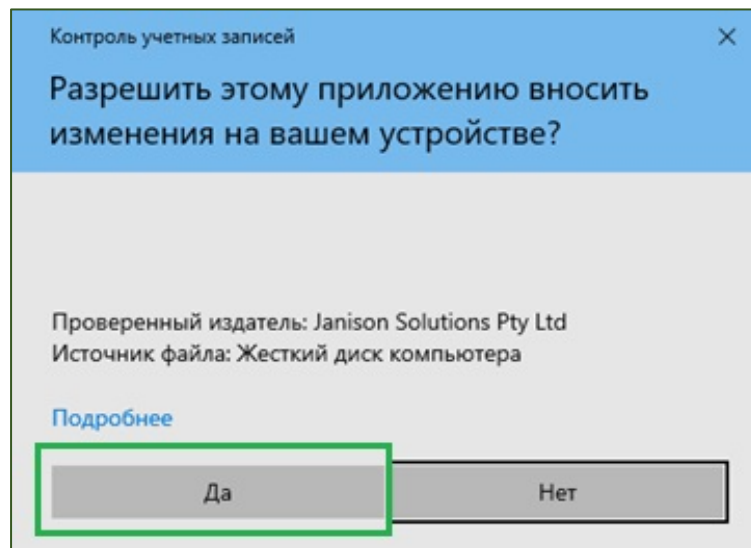 Контроль учетных записей
Разрешить этому приложению вносить
изменения на вашем устройстве?
Проверенный издатель: Janison Solutions Pty Ltd
Источник файла: Жесткий диск компьютера
Подробнее
Да Нет